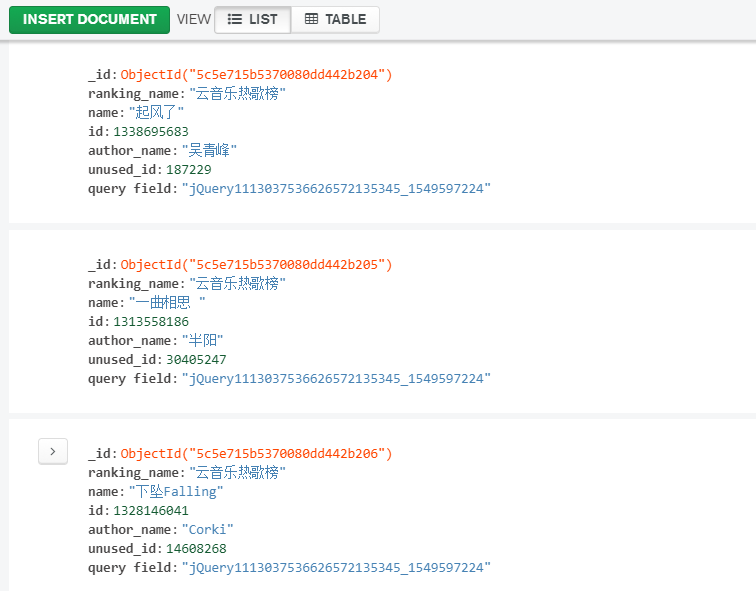 INSERT DOCUMENT VIEW LIST TABLE
_id: ObjectId("5c5e715b5370080dd442b204")
ranking_name: "云音乐热歌榜"
name: "起风了"
id: 1338695683
author_name: "吴青峰"
unused_id: 187229
query field: "jQuery1113037536626572135345_1549597224"
_id: ObjectId("5c5e715b5370080dd442b205")
ranking_name: "云音乐热歌榜"
name: "一曲相思 "
id: 1313558186
author_name: "半阳"
unused_id: 30405247
query field: "jQuery1113037536626572135345_1549597224"
_id: ObjectId("5c5e715b5370080dd442b206")
ranking_name: "云音乐热歌榜"
name: "下坠Falling"
id: 1328146041
author_name: "Corki"
unused_id: 14608268
query field: "jQuery1113037536626572135345_1549597224"